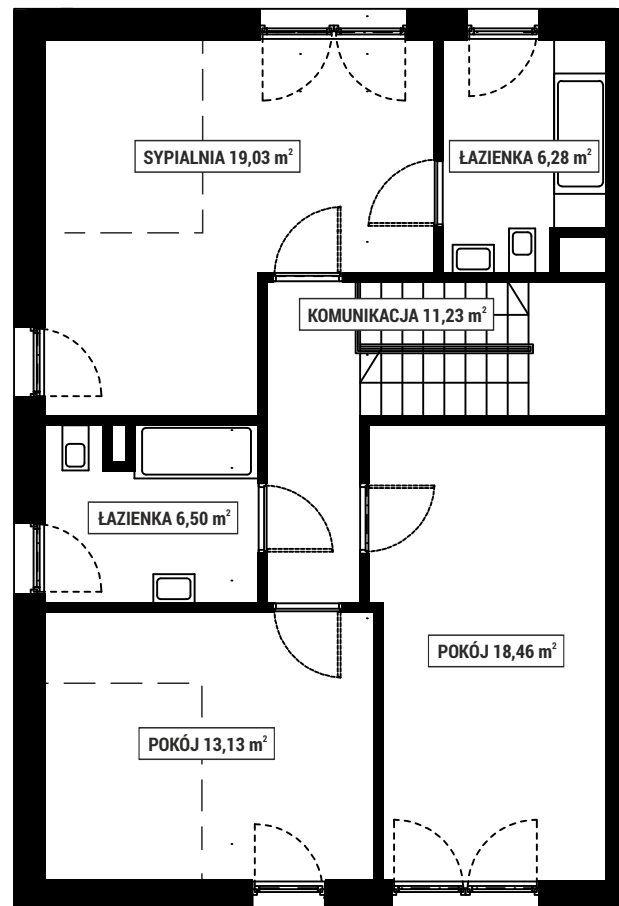 SYPIALNIA 19,03 m²
ŁAZIENKA 6,28 m²
KOMUNIKACJA 11,23 m²
ŁAZIENKA 6,50 m²
POKÓJ 18,46 m²
POKÓJ 13,13 m²